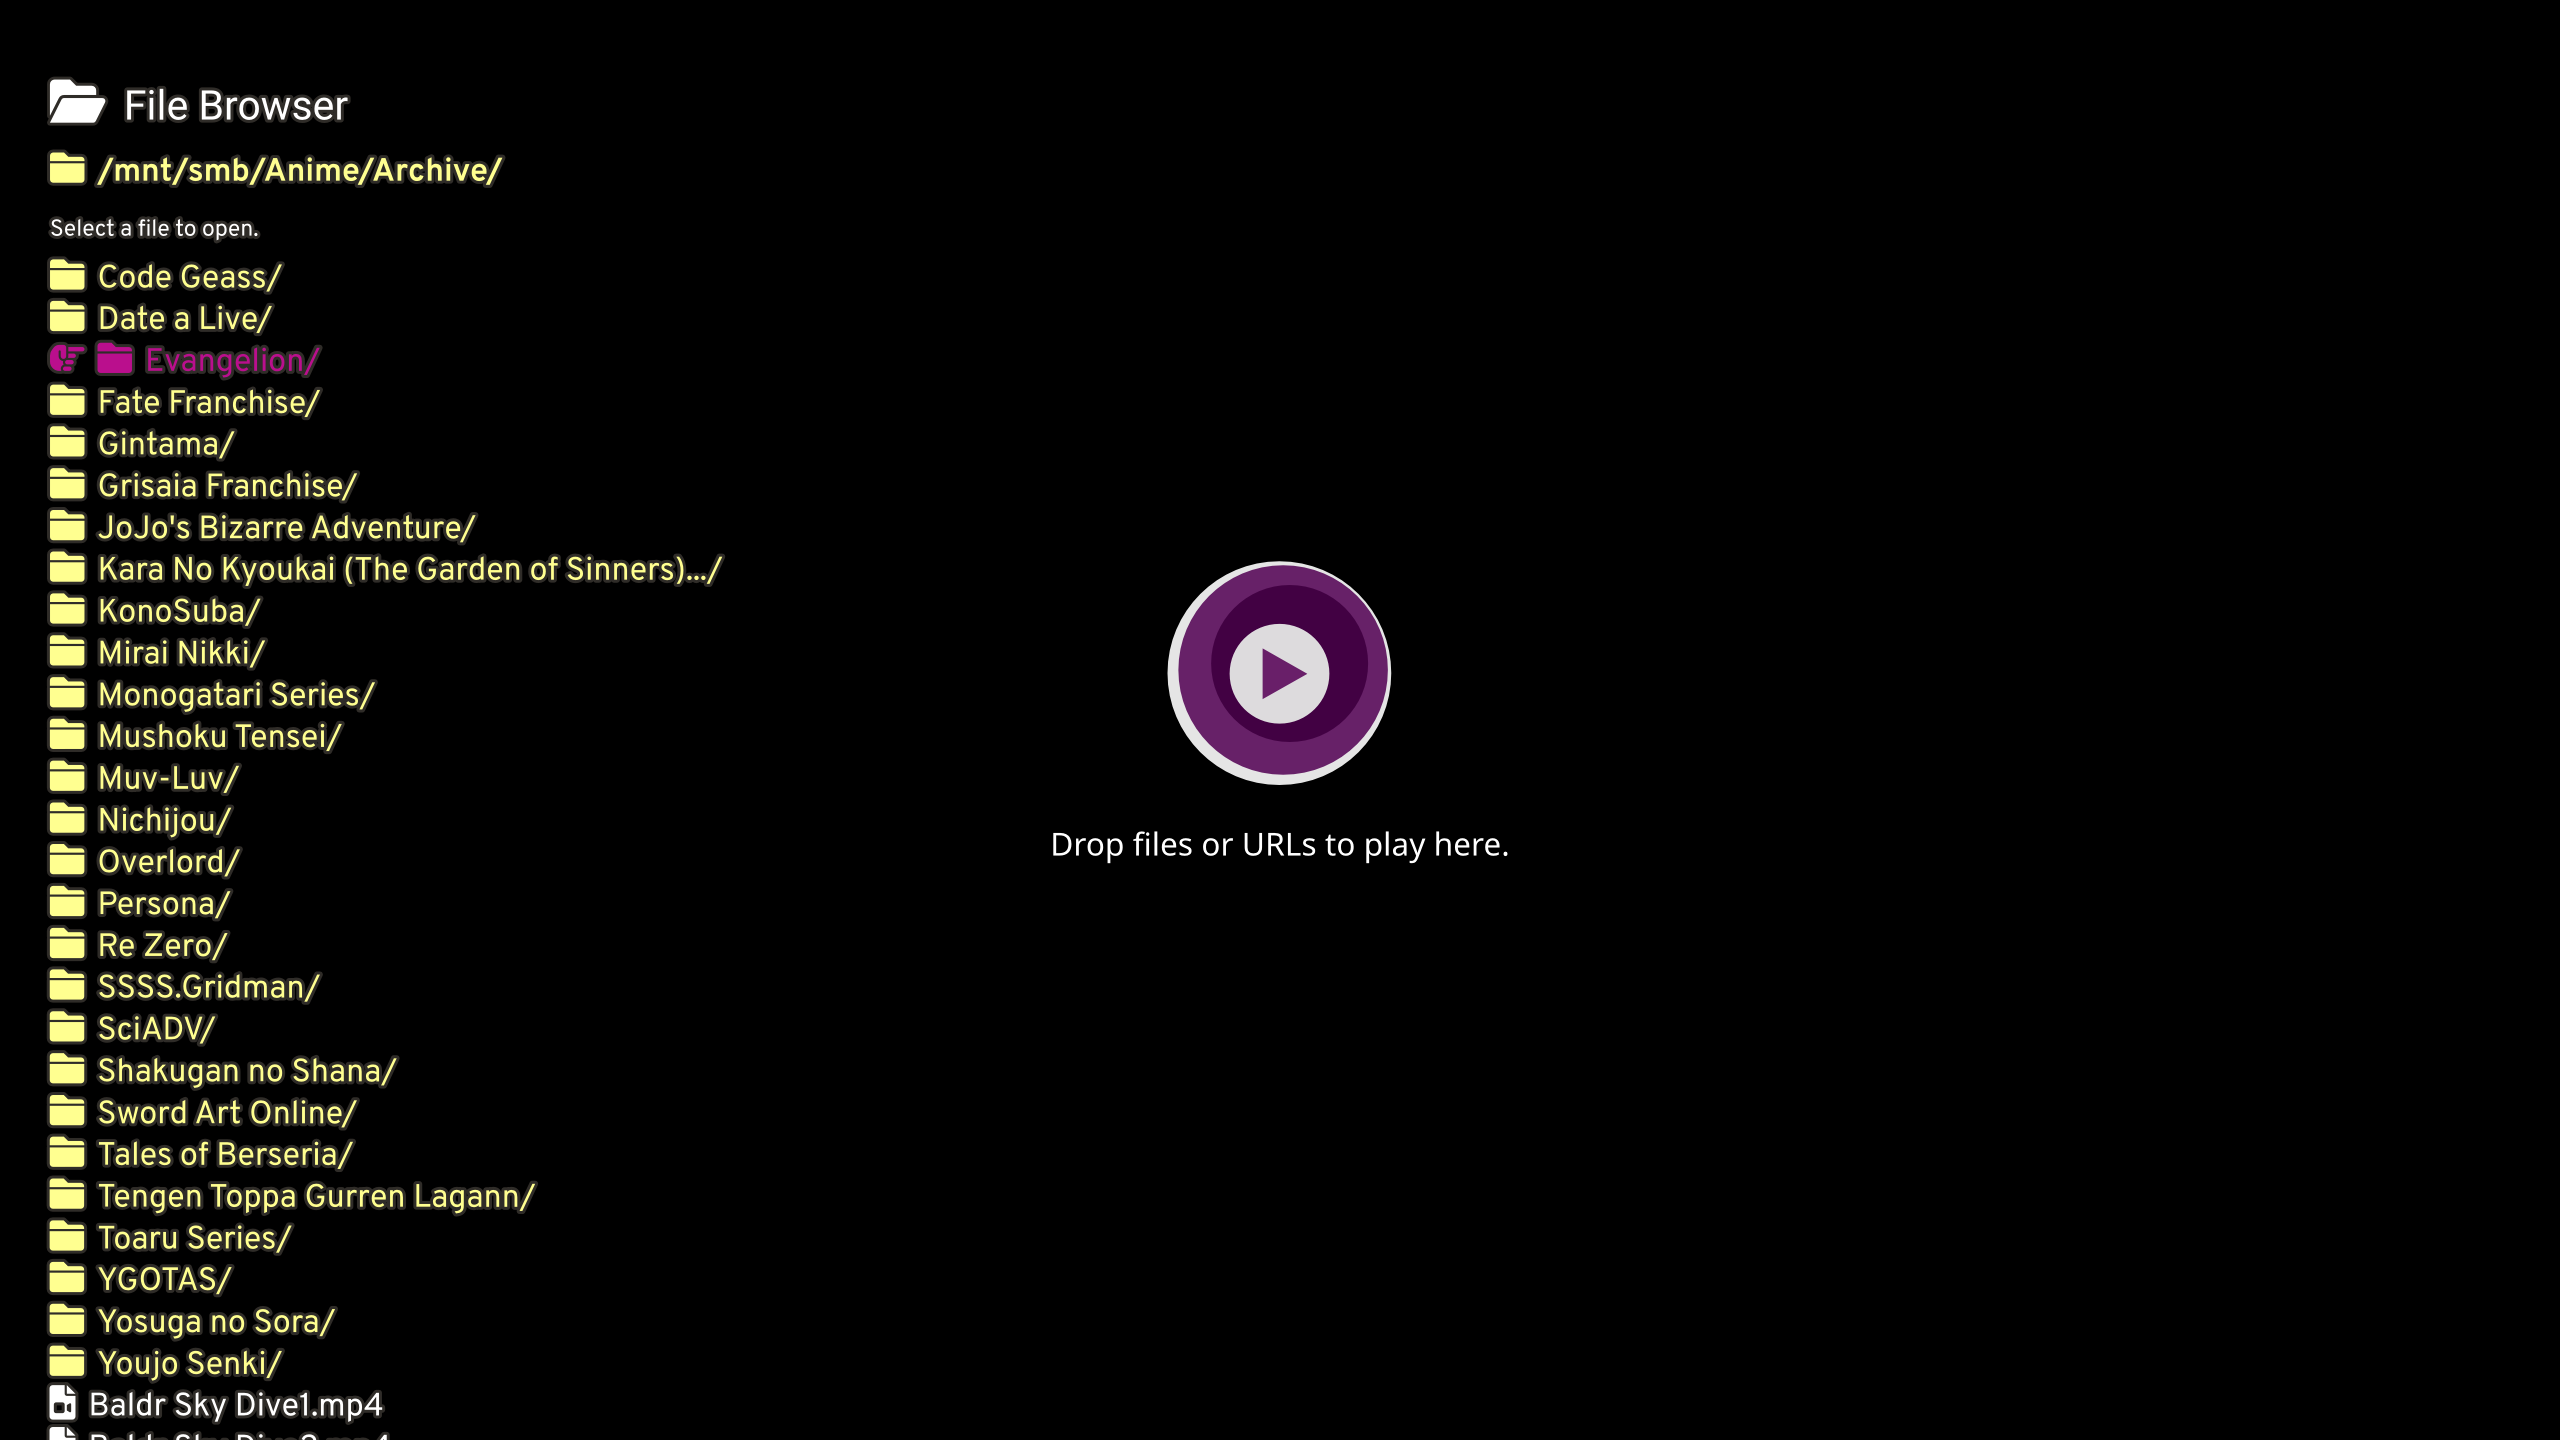 File Browser
/mnt/smb/Anime/Archive/
Select a file to open.
Code Geass/
Date a Live/
Evangelion/
Fate Franchise/
Gintama/
Grisaia Franchise/
JoJo's Bizarre Adventure/
Kara No Kyoukai (The Garden of Sinners).../
KonoSuba/
Mirai Nikki/
Monogatari Series/
Mushoku Tensei/
Muv-Luv/
Nichijou/
Overlord/
Persona/
Re Zero/
SSSS.Gridman/
SciADV/
Shakugan no Shana/
Sword Art Online/
Tales of Berseria/
Tengen Toppa Gurren Lagann/
Toaru Series/
YGOTAS/
Yosuga no Sora/
Youjo Senki/
Baldr Sky Dive1.mp4
Drop files or URLs to play here.